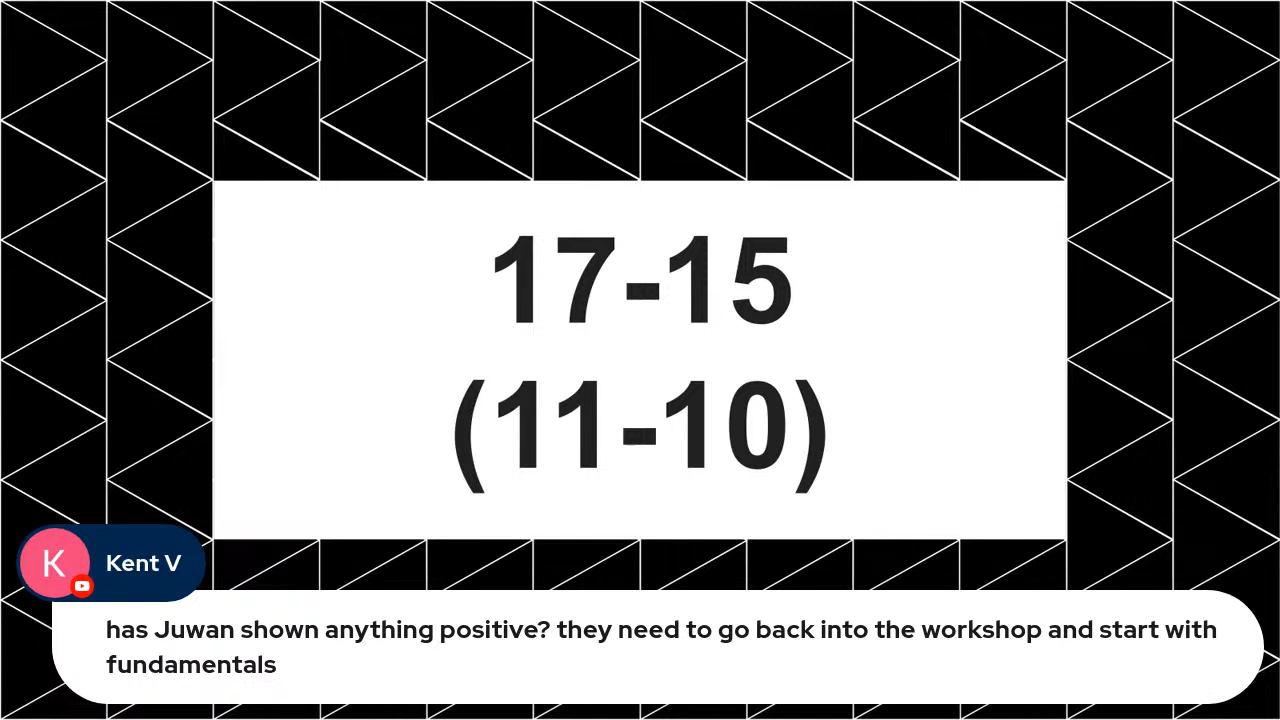 17-15
(11-10)
K
Kent V
has Juwan shown anything positive? they need to go back into the workshop and start with
fundamentals